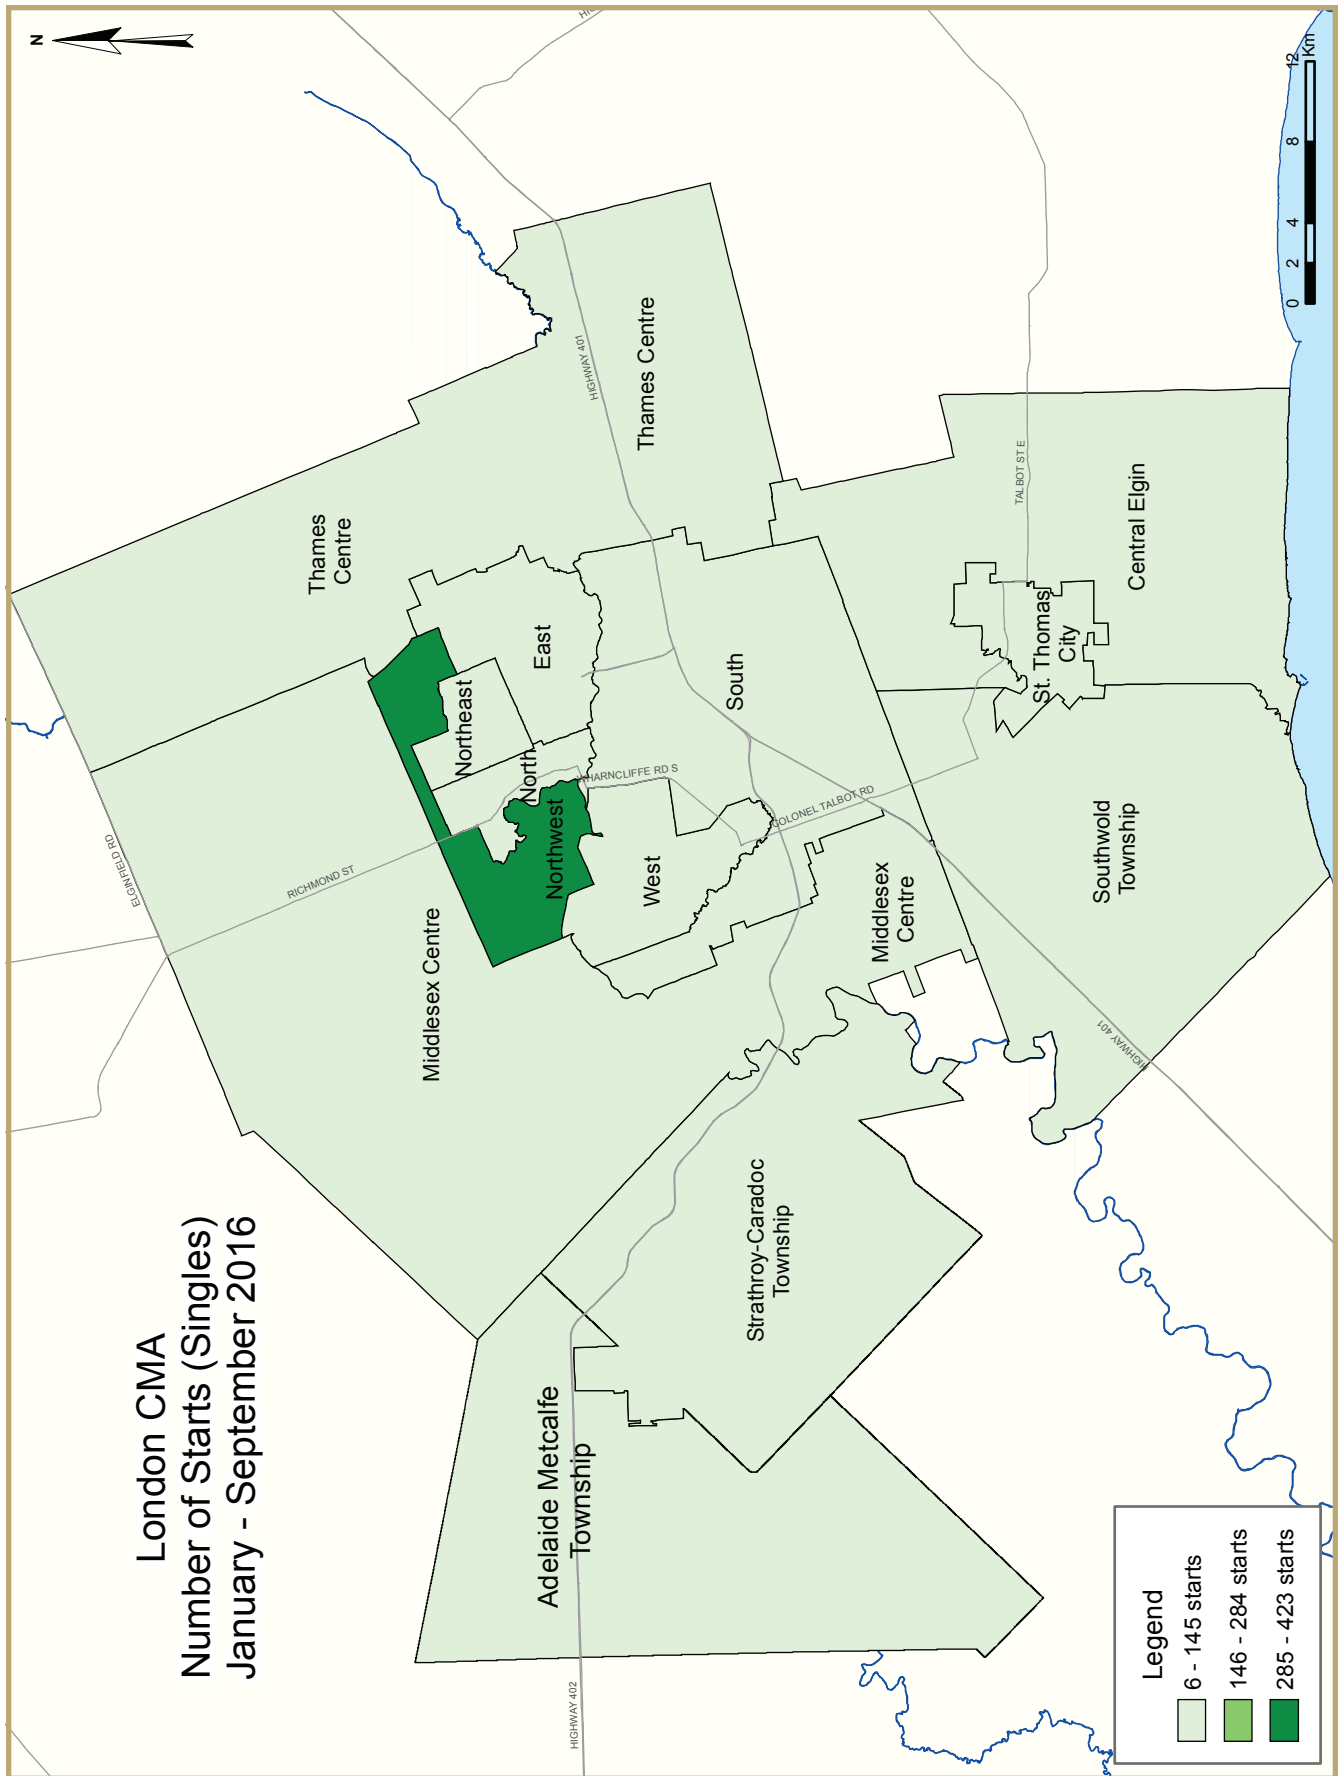 London CMA
Number of Starts (Singles)
January - September 2016
N
ELGINFIELD RD
RICHMOND ST
Thames
Centre
Middlesex Centre
Northeast
North
Northwest
East
West
South
WHARNCLIFFE RD S
HIGHWAY 401
Thames Centre
Adelaide Metcalfe
Township
HIGHWAY 402
Strathroy-Caradoc
Township
COLONEL TALBOT RD
Middlesex
Centre
TALBOT ST E
St. Thomas
City
Central Elgin
Southwold
Township
HIGHWAY 401
Legend
6 - 145 starts
146 - 284 starts
285 - 423 starts
0 2 4 8 12
Km